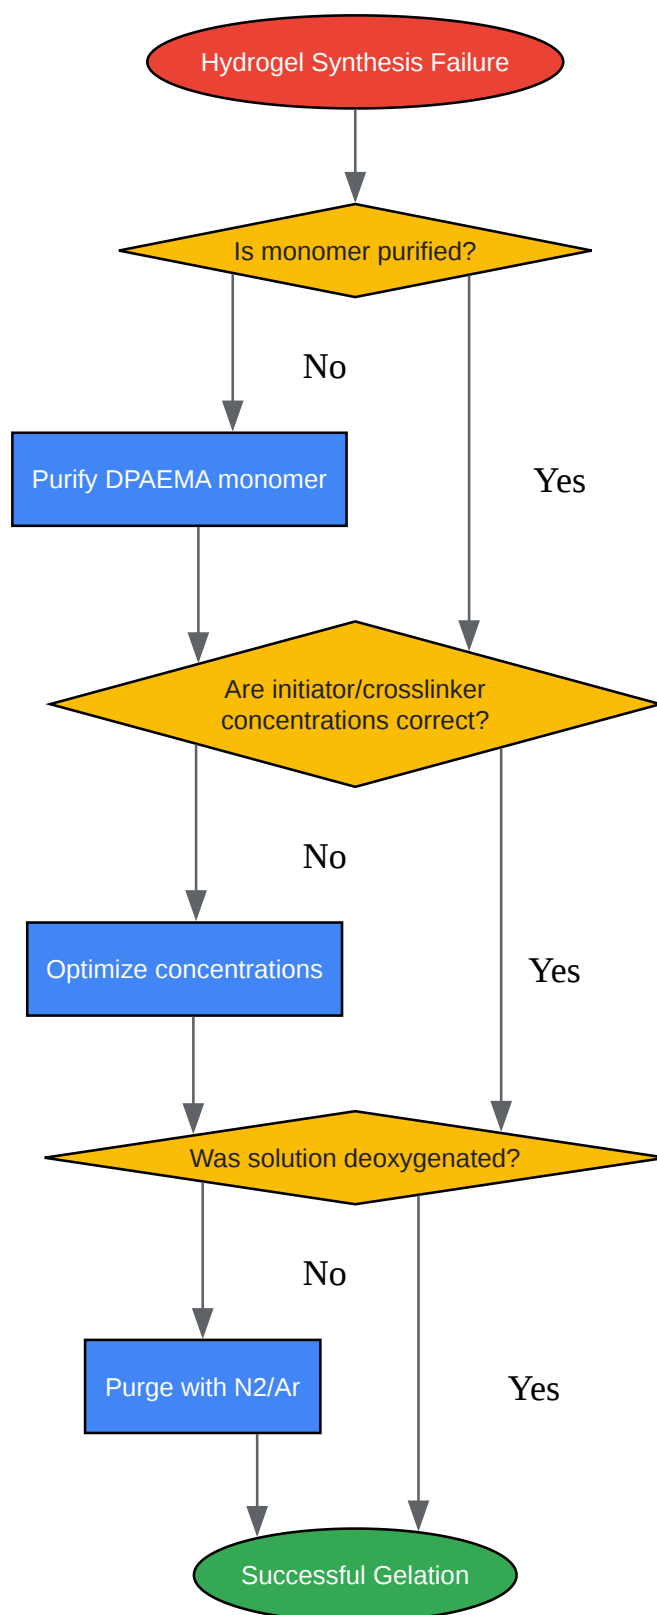 Hydrogel Synthesis Failure
Is monomer purified?
No
Purify DPAEMA monomer
Yes
Are initiator/crosslinker
concentrations correct?
No
Optimize concentrations
Yes
Was solution deoxygenated?
No
Purge with N2/Ar
Yes
Successful Gelation